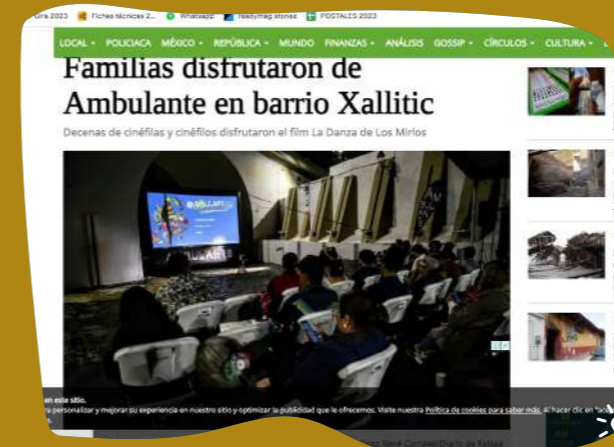 Gira 2023 Fichas técnicas 2... Whatsapp readymag stories POSTALES 2023
LOCAL POLICIACA MÉXICO REPÚBLICA MUNDO FINANZAS ANÁLISIS GOSSIP CÍRCULOS CULTURA
Familias disfrutaron de
Ambulante en barrio Xallitic
Decenas de cinéfilas y cinéfilos disfrutaron el film La Danza de Los Mirlos
en este sitio.
personalizar y mejorar su experiencia en nuestro sitio y optimizar la publicidad que le ofrecemos. Visite nuestra Política de cookies para saber más. Al hacer clic en